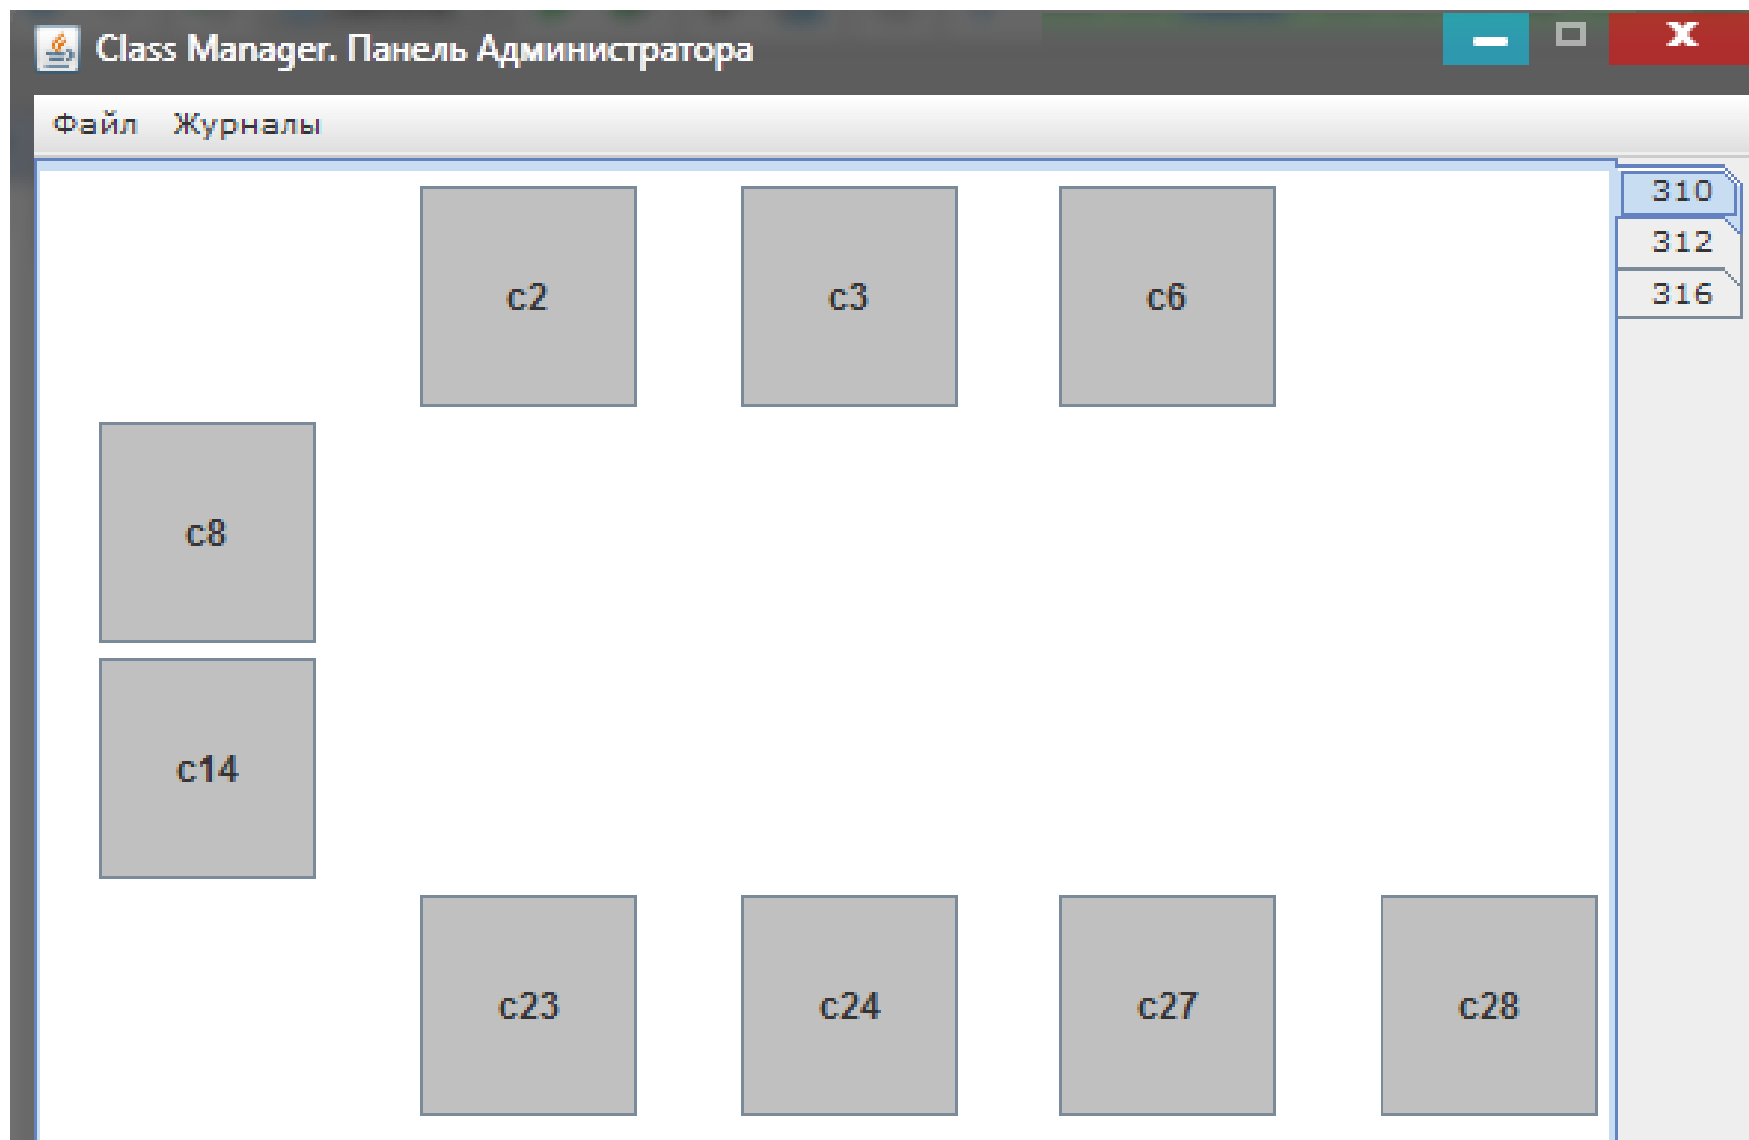 Class Manager. Панель Администратора
Файл Журналы
310
312
316
c2 c3 c6
c8
c14
c23 c24 c27 c28